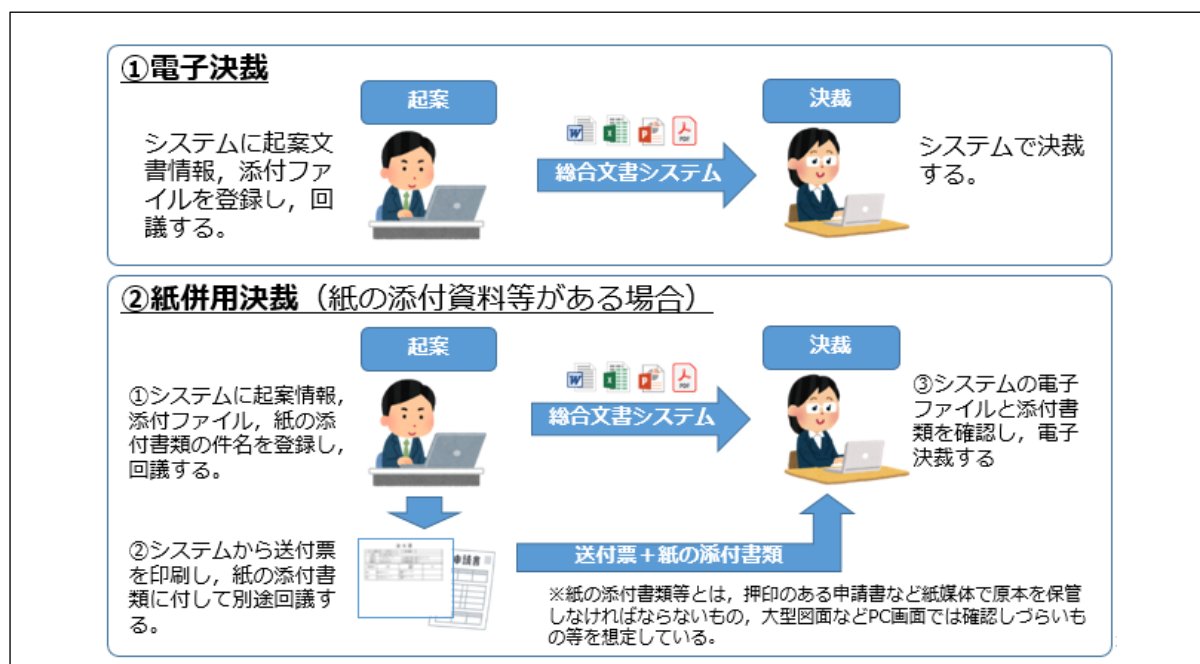 ①電子決裁
起案
決裁
システムに起案文
書情報，添付ファ
イルを登録し，回
議する。
総合文書システム
システムで決裁
する。
②紙併用決裁（紙の添付資料等がある場合）
起案
決裁
①システムに起案情報，
添付ファイル，紙の添
付書類の件名を登録し，
回議する。
総合文書システム
③システムの電子
ファイルと添付書
類を確認し，電子
決裁する
②システムから送付票
を印刷し，紙の添付書
類に付して別途回議す
る。
申請書
送付票＋紙の添付書類
※紙の添付書類等とは，押印のある申請書など紙媒体で原本を保管
しなければならないもの，大型図面などPC画面では確認しづらいも
の等を想定している。